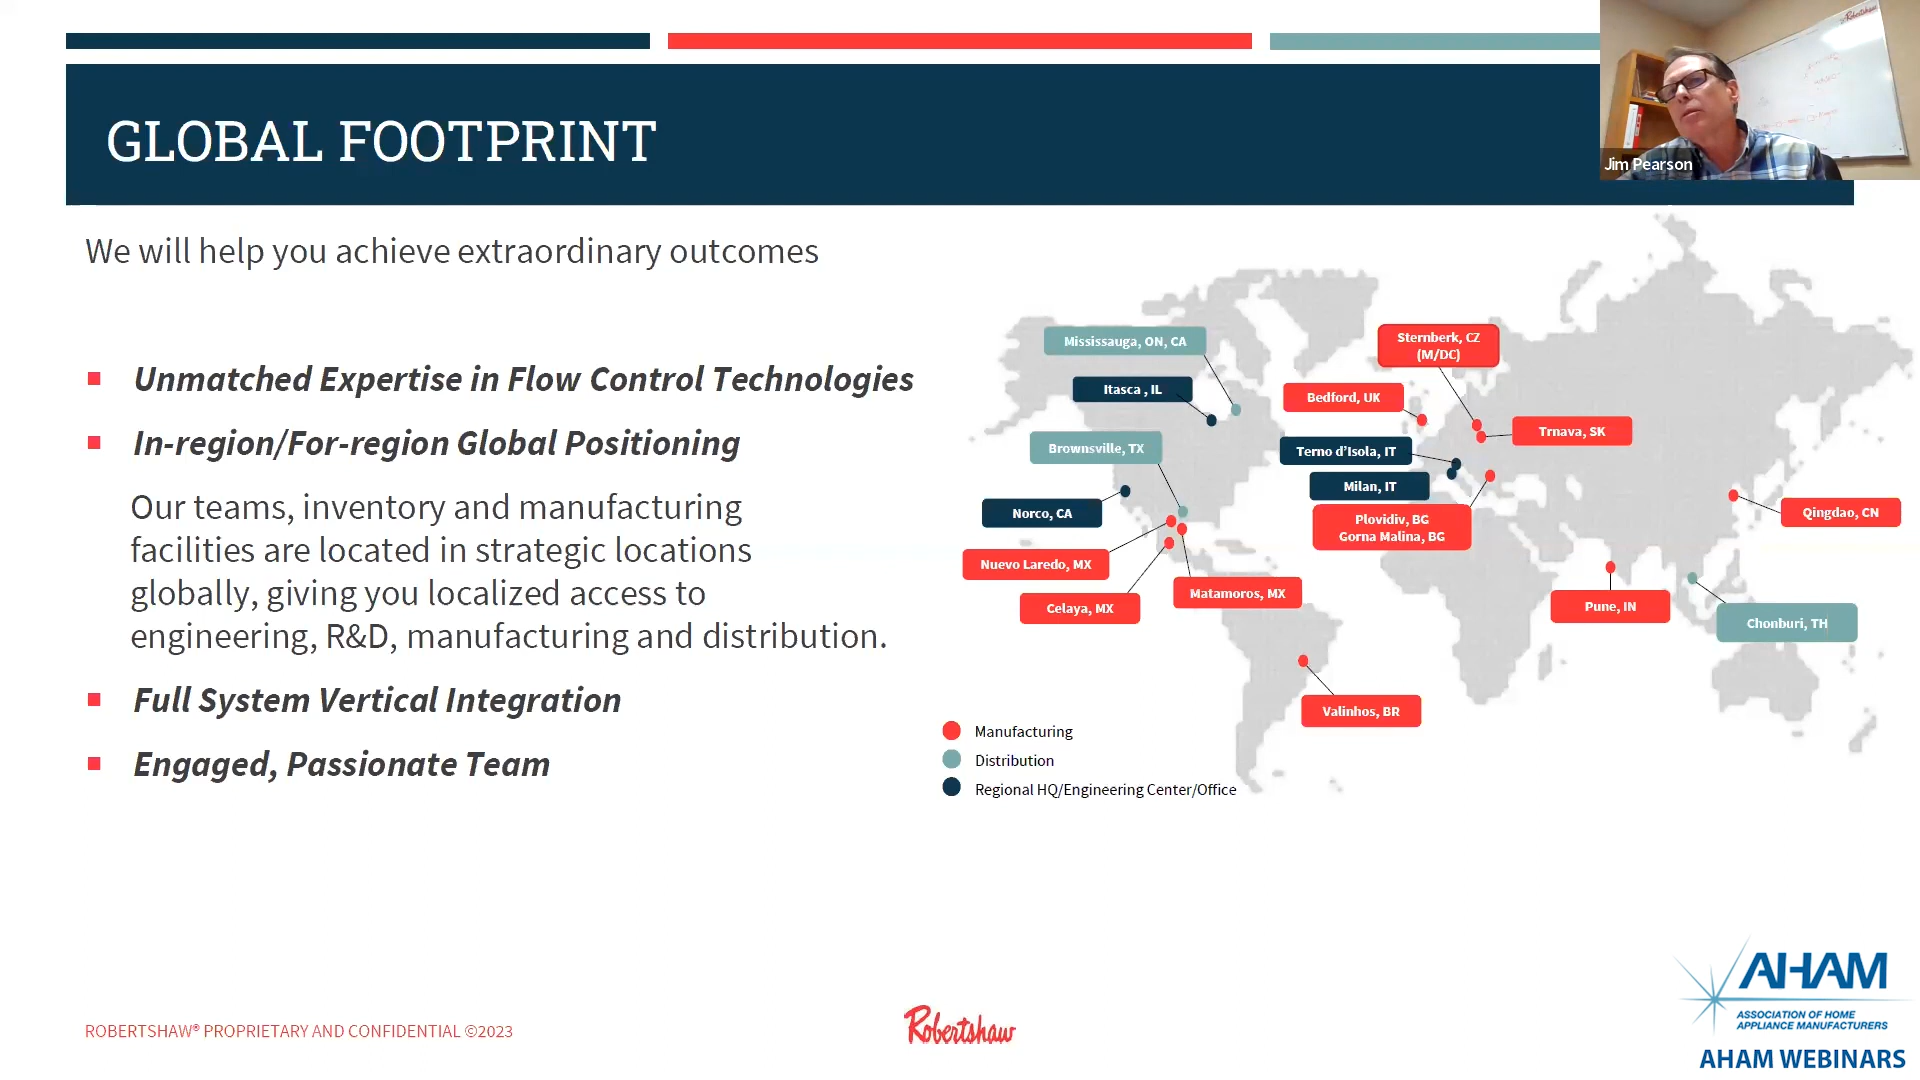 GLOBAL FOOTPRINT
Robertshaw
Jim Pearson
We will help you achieve extraordinary outcomes
Unmatched Expertise in Flow Control Technologies
In-region/For-region Global Positioning
Our teams, inventory and manufacturing
facilities are located in strategic locations
globally, giving you localized access to
engineering, R&D, manufacturing and distribution.
Full System Vertical Integration
Engaged, Passionate Team
Mississauga, ON, CA
Itasca , IL
Brownsville, TX
Norco, CA
Nuevo Laredo, MX
Celaya, MX
Matamoros, MX
Valinhos, BR
Sternberk, CZ
(M/DC)
Bedford, UK
Trnava, SK
Terno d’Isola, IT
Milan, IT
Plovidiv, BG
Gorna Malina, BG
Qingdao, CN
Pune, IN
Chonburi, TH
Manufacturing
Distribution
Regional HQ/Engineering Center/Office
ROBERTSHAW® PROPRIETARY AND CONFIDENTIAL ©2023
Robertshaw
AHAM
ASSOCIATION OF HOME
APPLIANCE MANUFACTURERS
AHAM WEBINARS